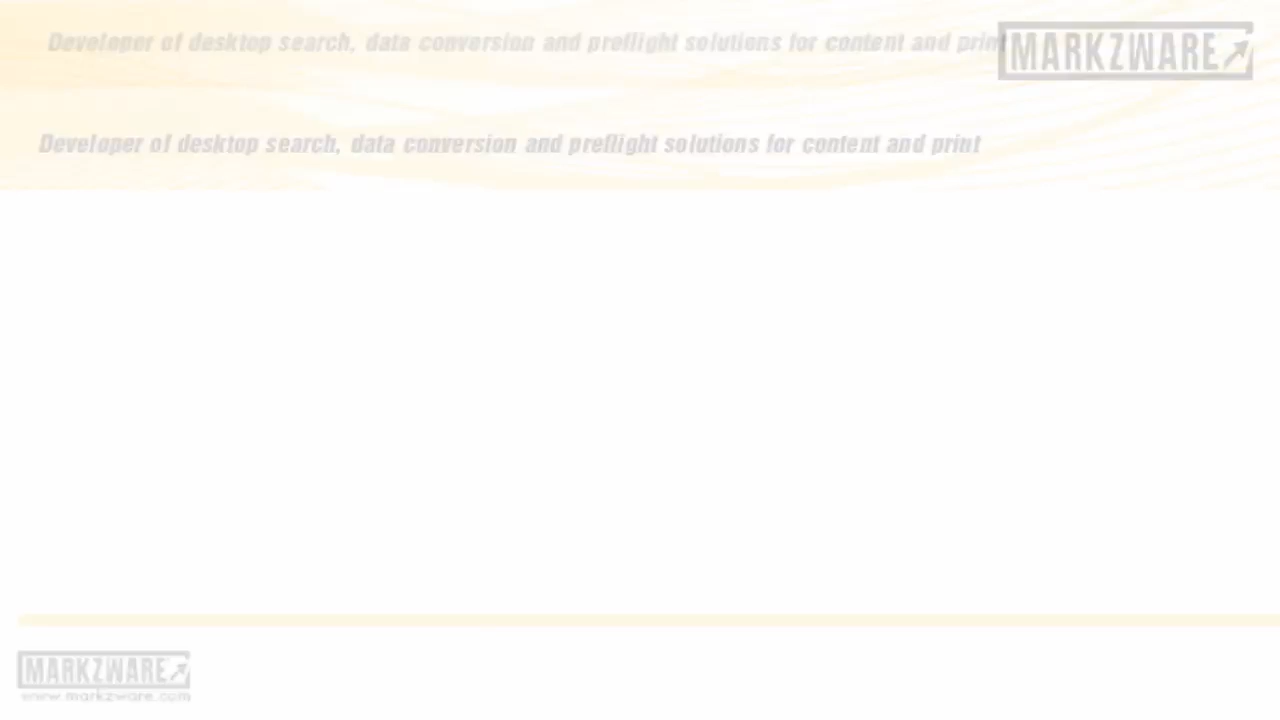 Developer of desktop search, data conversion and preflight solutions for content and print
MARKZWARE
Developer of desktop search, data conversion and preflight solutions for content and print
MARKZWARE
www.markzware.com